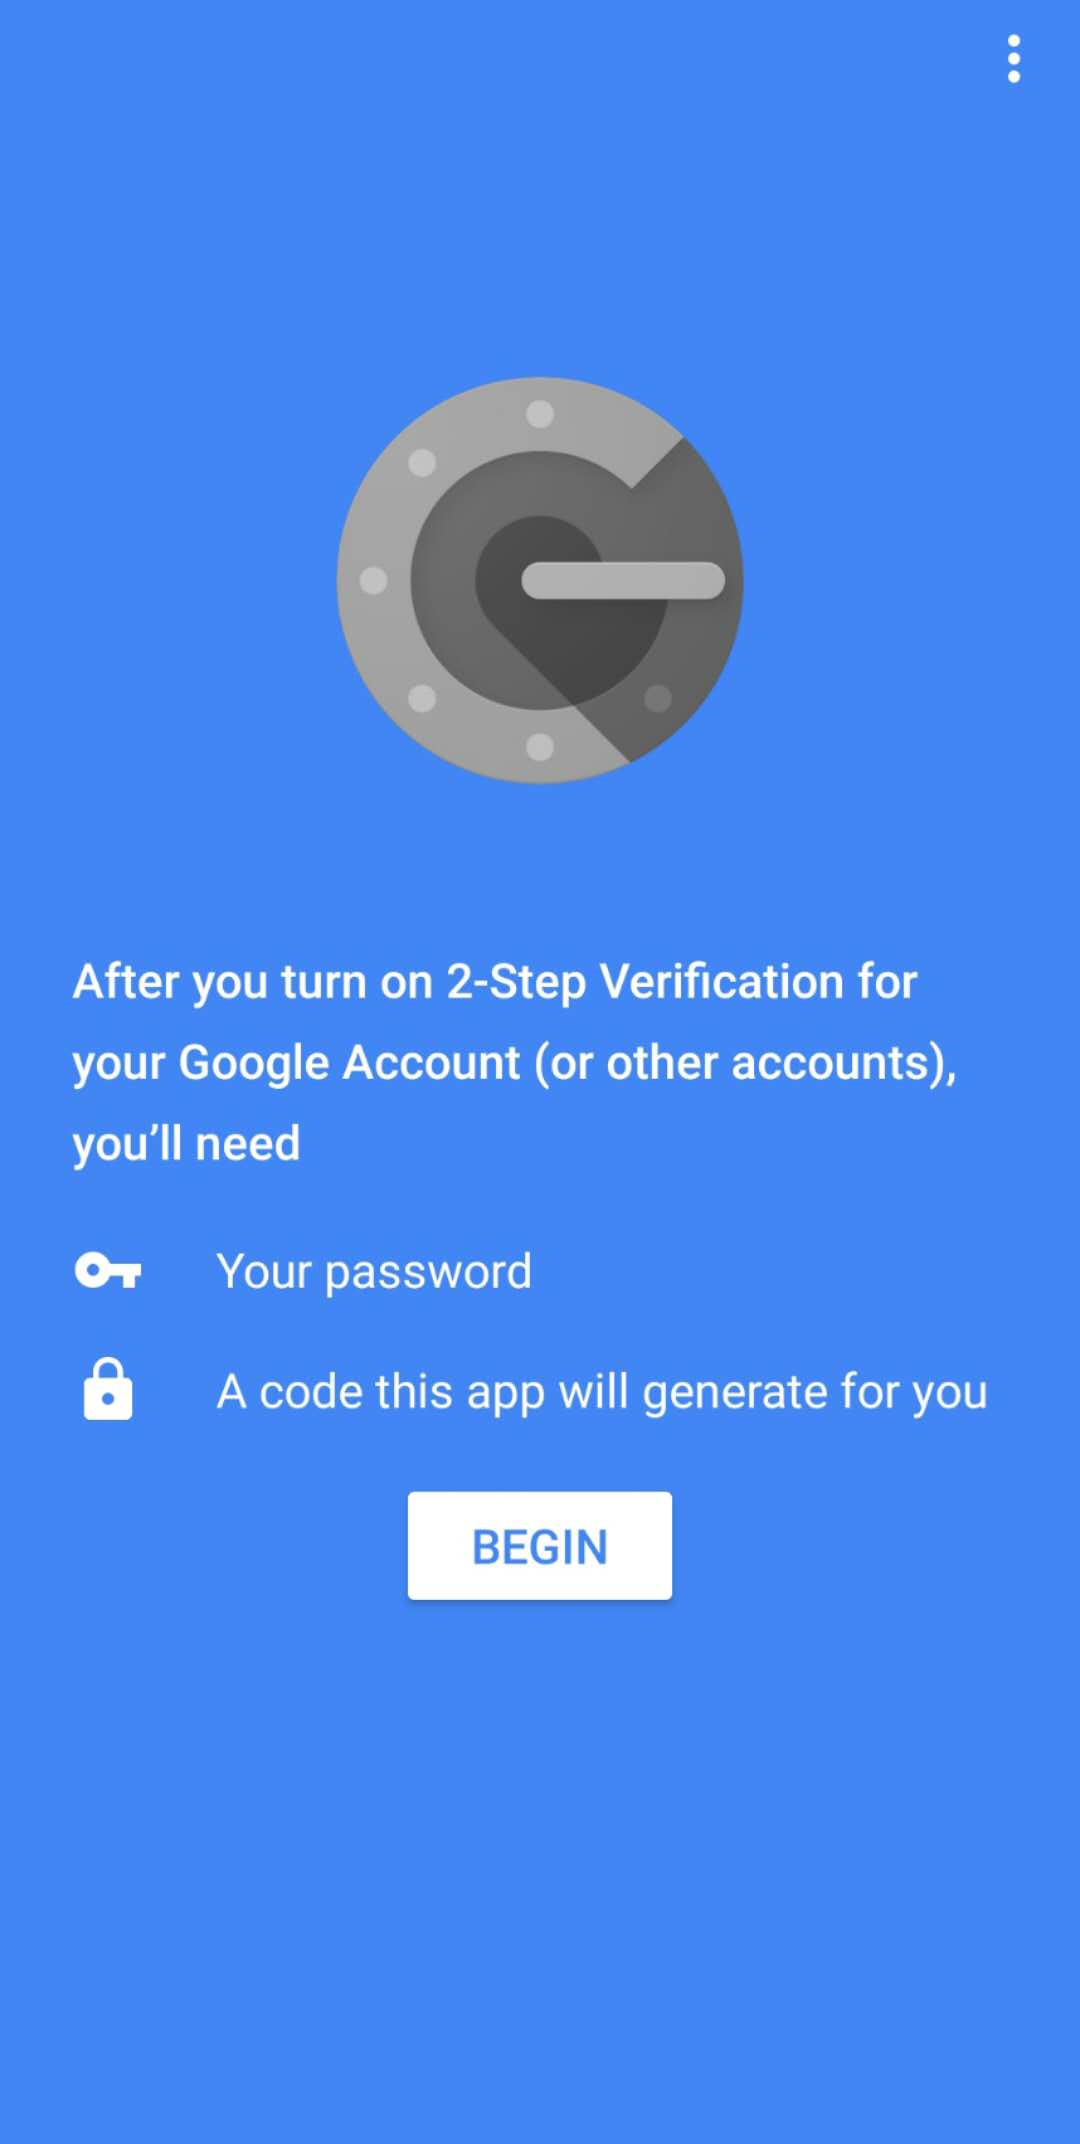 After you turn on 2-Step Verification for
your Google Account (or other accounts),
you’ll need
Your password
A code this app will generate for you
BEGIN